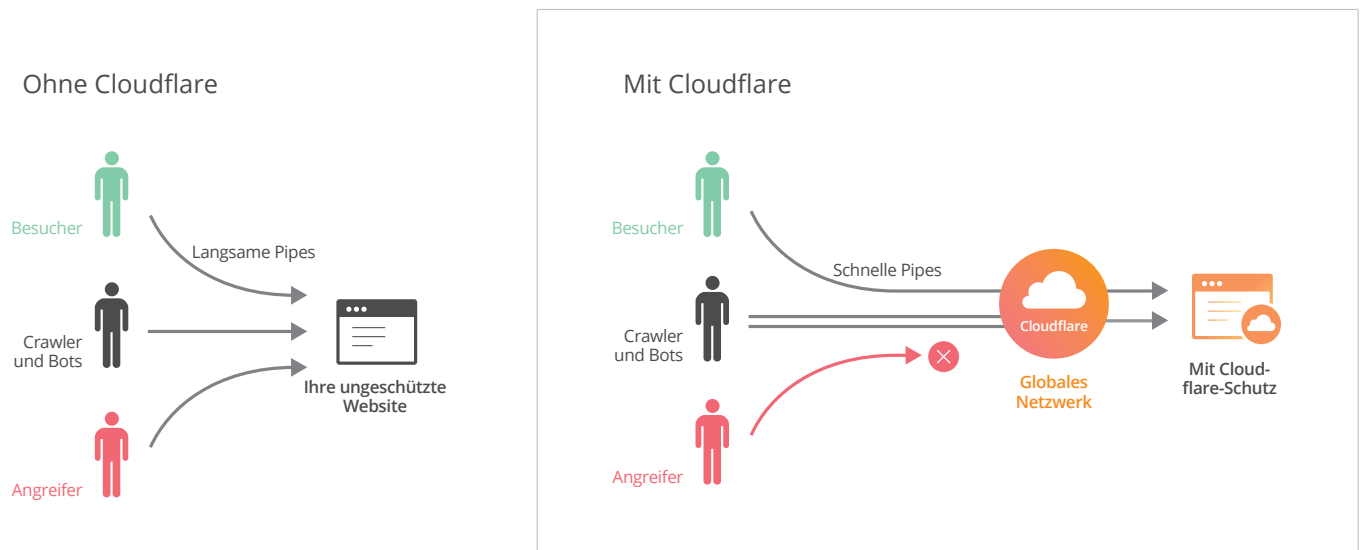 Ohne Cloudflare
Besucher
Langsame Pipes
Crawler
und Bots
Ihre ungeschützte
Website
Angreifer
Mit Cloudflare
Besucher
Schnelle Pipes
Crawler
und Bots
Cloudflare
Globales
Netzwerk
Mit Cloud-
flare-Schutz
Angreifer